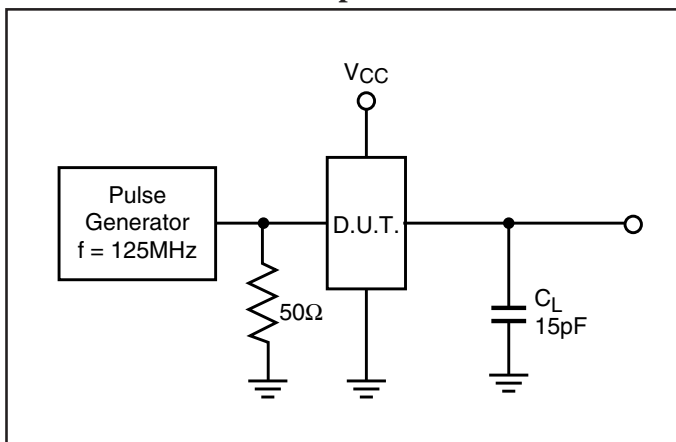 VCC
Pulse
Generator
f = 125MHz
D.U.T.
50Ω
CL
15pF